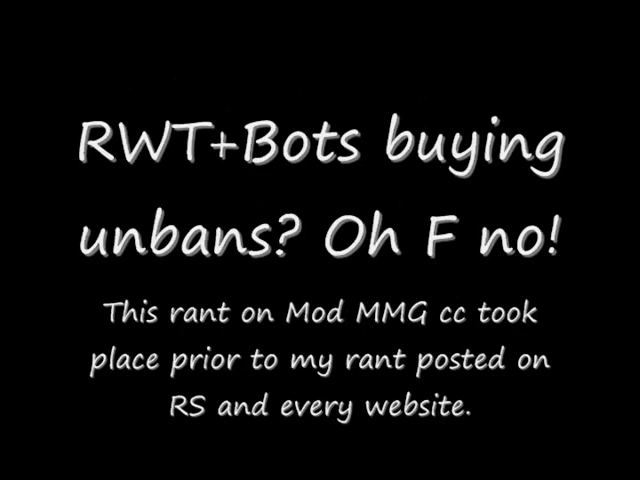 RWT+Bots buying
unbans? Oh F no!
This rant on Mod MMG cc took
place prior to my rant posted on
RS and every website.